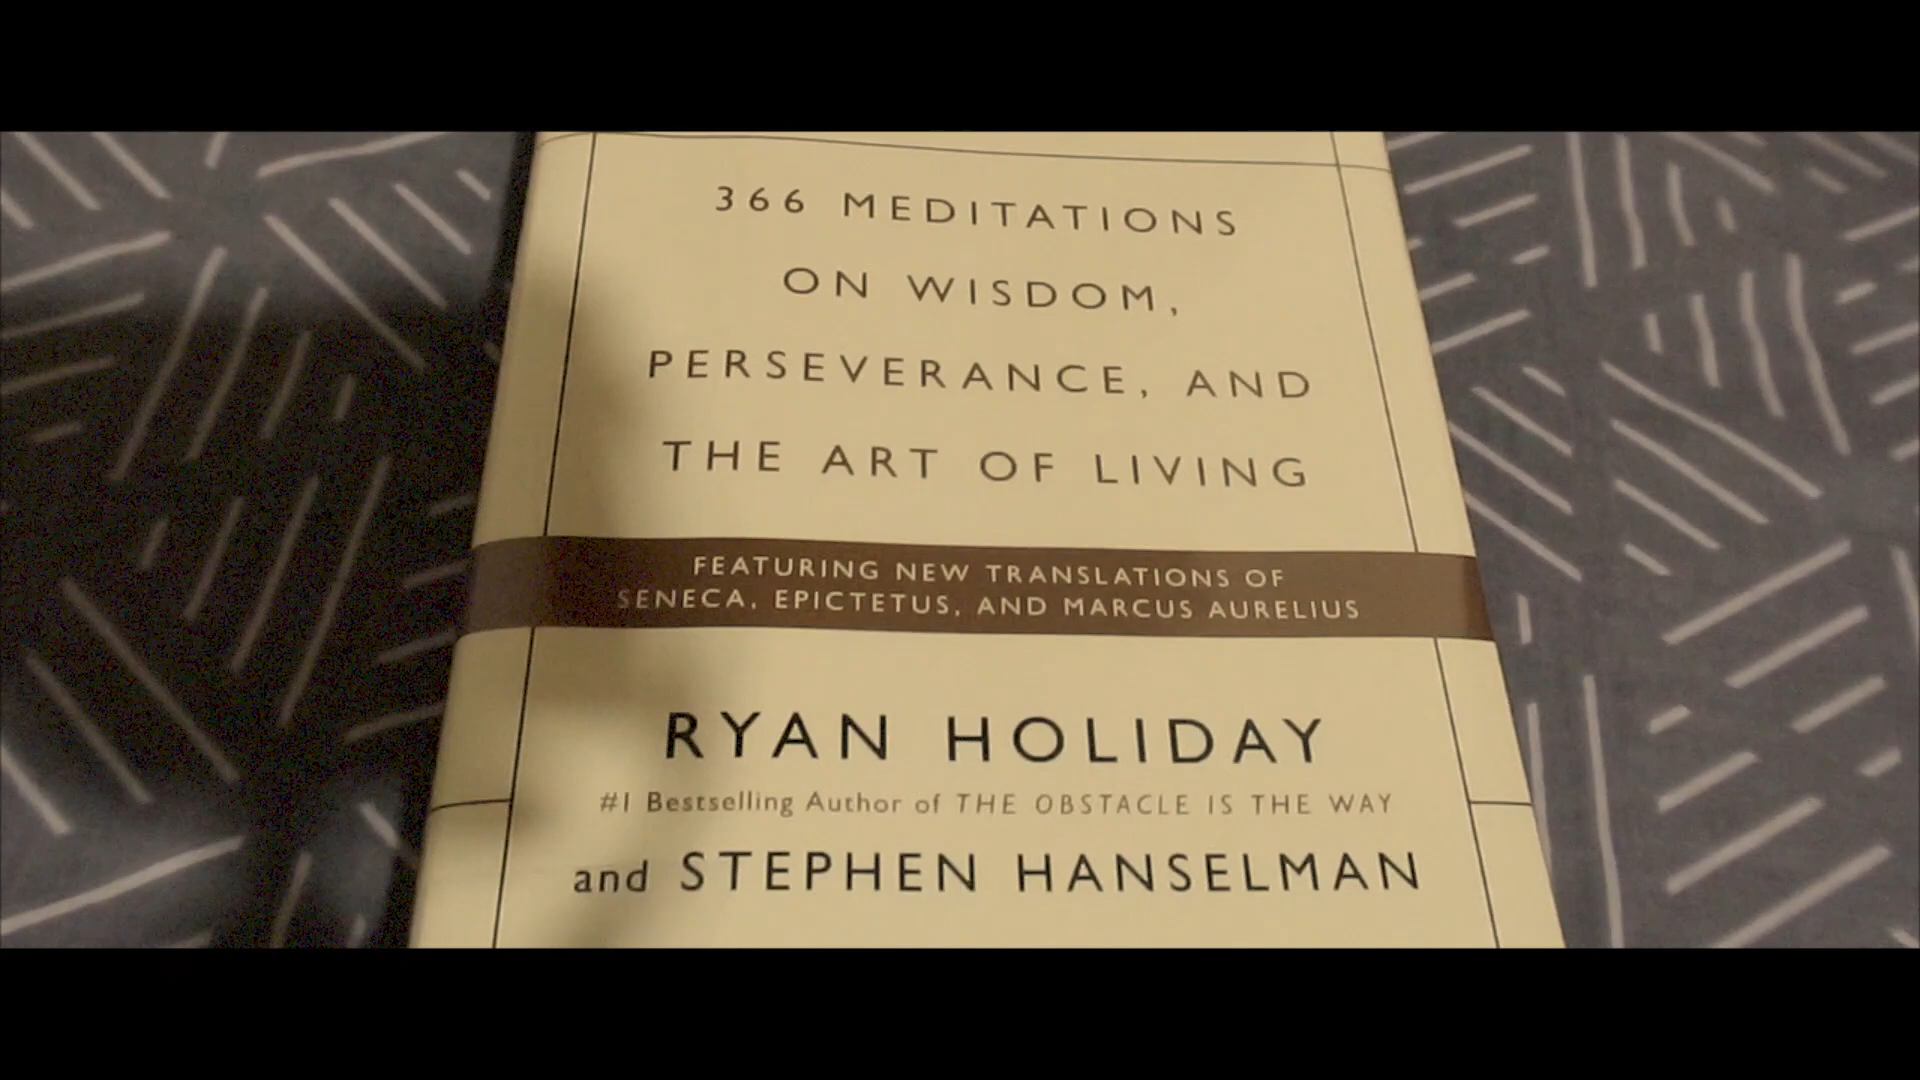 366 MEDITATIONS
ON WISDOM,
PERSEVERANCE, AND
THE ART OF LIVING
FEATURING NEW TRANSLATIONS OF
SENECA, EPICTETUS, AND MARCUS AURELIUS
RYAN HOLIDAY
#1 Bestselling Author of THE OBSTACLE IS THE WAY
and STEPHEN HANSELMAN